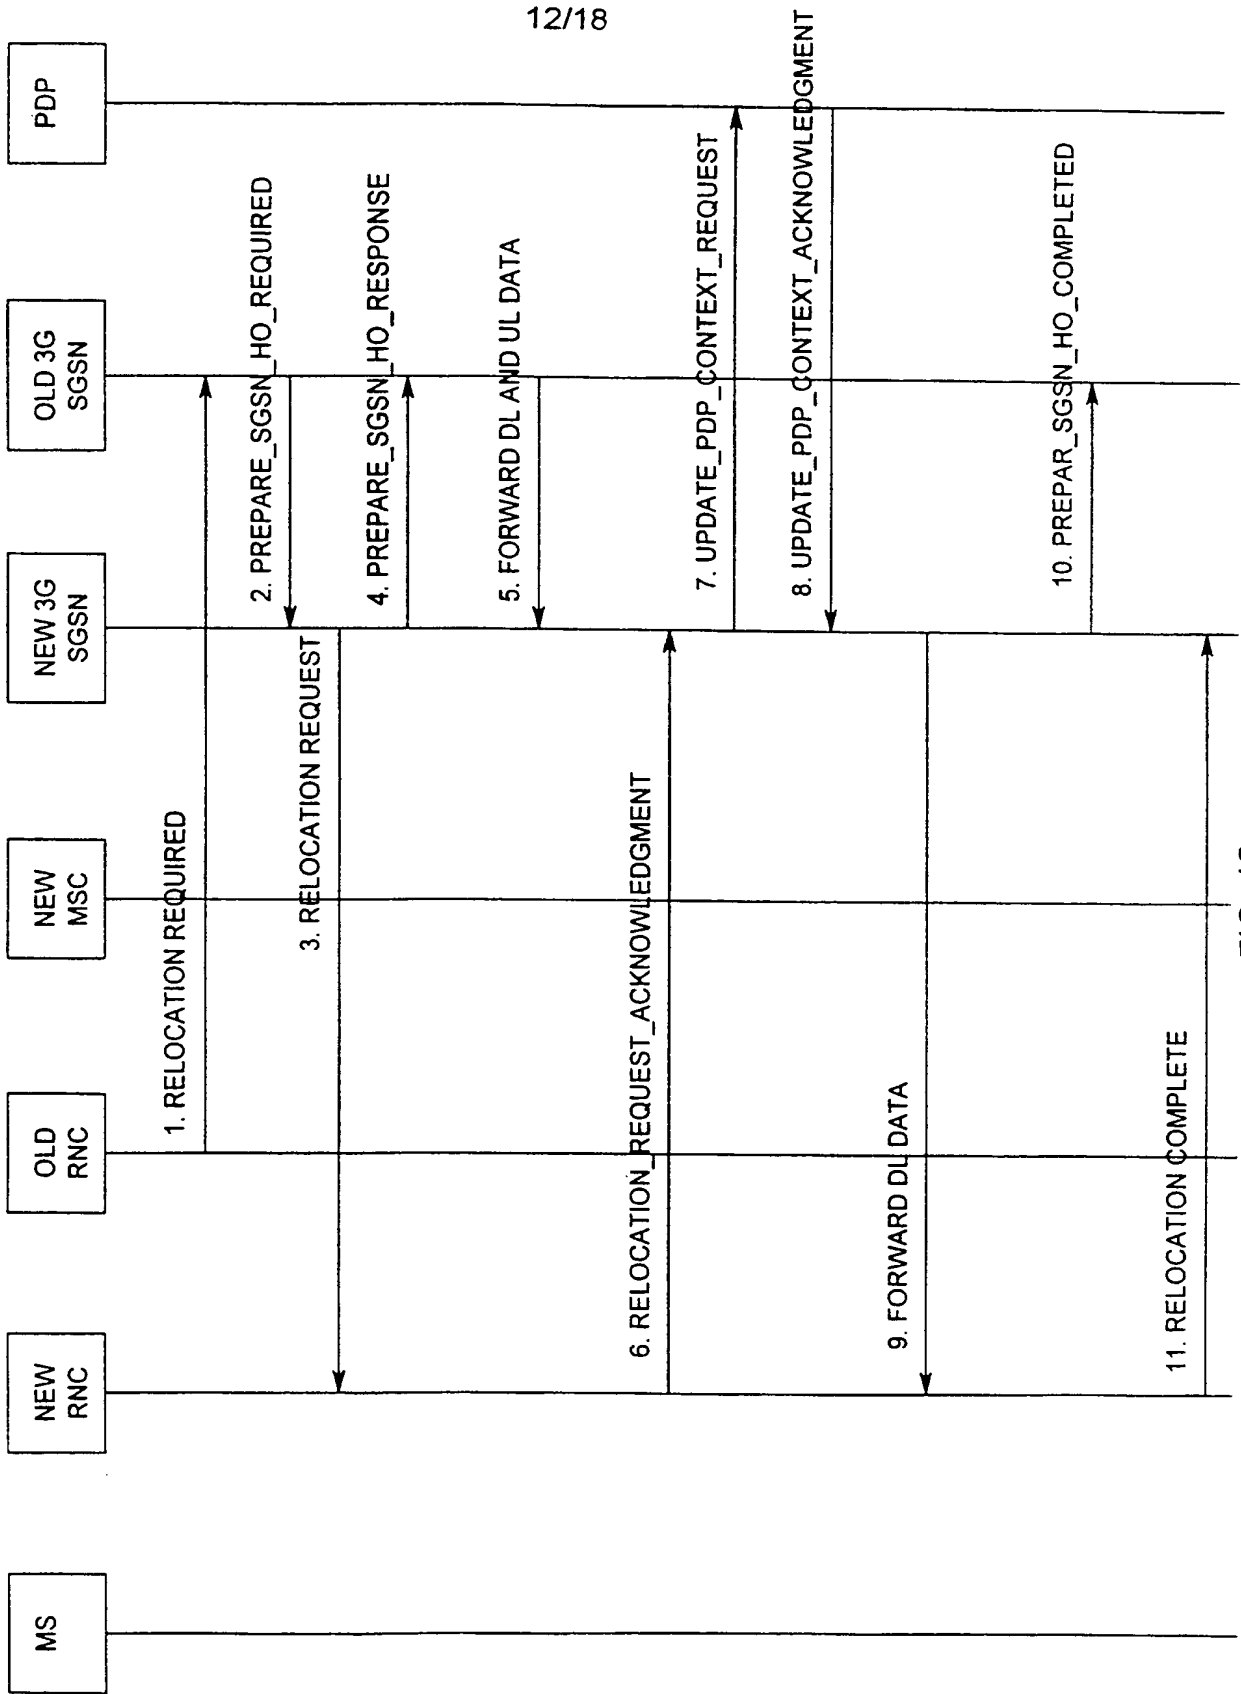 12/18
MS
NEW
RNC
OLD
RNC
NEW
MSC
NEW 3G
SGSN
OLD 3G
SGSN
PDP
1. RELOCATION REQUIRED
2. PREPARE_SGSN_HO_REQUIRED
3. RELOCATION REQUEST
4. PREPARE_SGSN_HO_RESPONSE
5. FORWARD DL AND UL DATA
6. RELOCATION_REQUEST_ACKNOWLEDGMENT
7. UPDATE_PDP_CONTEXT_REQUEST
8. UPDATE_PDP_CONTEXT_ACKNOWLEDGMENT
9. FORWARD DL DATA
10. PREPAR_SGSN_HO_COMPLETED
11. RELOCATION COMPLETE